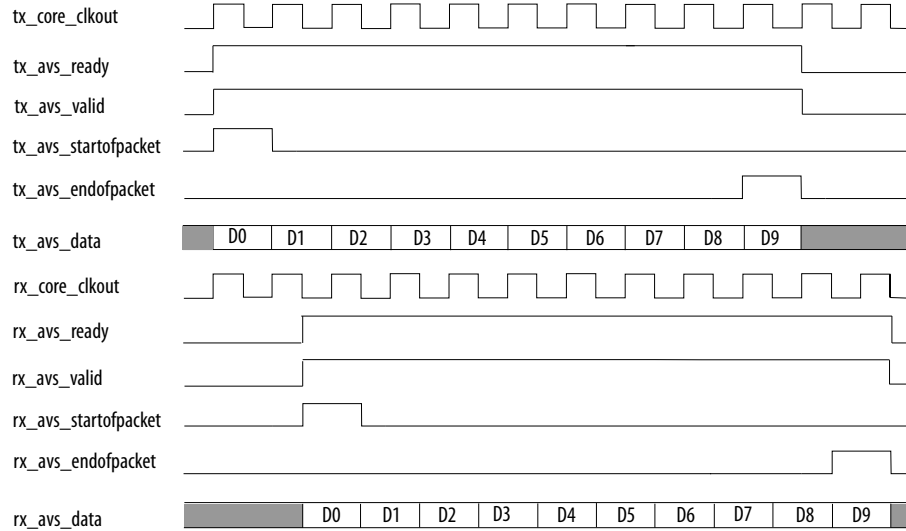 tx_core_clkout
tx_avs_ready
tx_avs_valid
tx_avs_startofpacket
tx_avs_endofpacket
tx_avs_data D0 D1 D2 D3 D4 D5 D6 D7 D8 D9
rx_core_clkout
rx_avs_ready
rx_avs_valid
rx_avs_startofpacket
rx_avs_endofpacket
rx_avs_data D0 D1 D2 D3 D4 D5 D6 D7 D8 D9